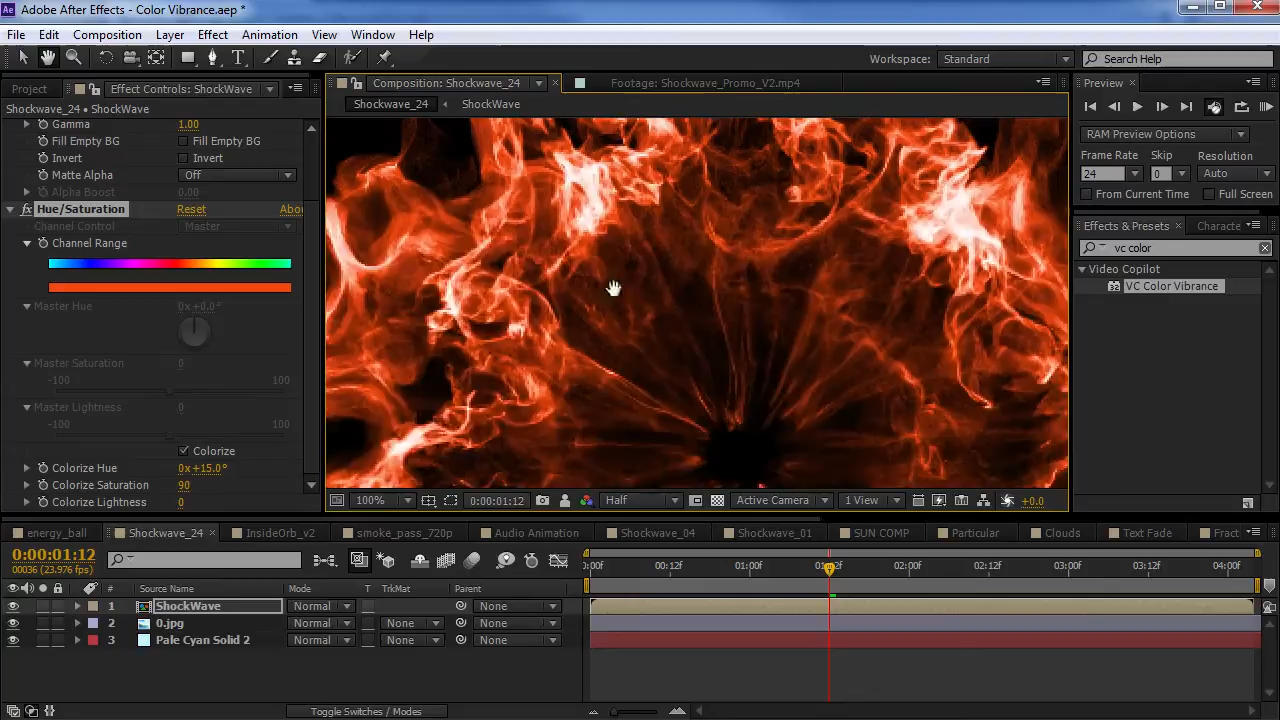 Adobe After Effects - Color Vibrance.aep *
File Edit Composition Layer Effect Animation View Window Help
Workspace: Standard Search Help
Project Effect Controls: ShockWave Composition: Shockwave_24 Footage: Shockwave_Promo_V2.mp4 Preview
Shockwave_24 • ShockWave Shockwave_24 ShockWave
Gamma 1.00
Fill Empty BG Fill Empty BG
Invert Invert
Matte Alpha Off
Alpha Boost 0.00
fx Hue/Saturation Reset Abo
Channel Control Master
Channel Range
Master Hue 0x+0.0°
Master Saturation 0
-100 100
Master Lightness 0
-100 100
Colorize
Colorize Hue 0x+15.0°
Colorize Saturation 90
Colorize Lightness 0
100% 0:00:01:12 Half Active Camera 1 View +0.0
RAM Preview Options
Frame Rate Skip Resolution
24 0 Auto
From Current Time Full Screen
Effects & Presets Characte
vc color
Video Copilot
32 VC Color Vibrance
energy_ball Shockwave_24 InsideOrb_v2 smoke_pass_720p Audio Animation Shockwave_04 Shockwave_01 SUN COMP Particular Clouds Text Fade Fract
0:00:01:12
00036 (23.976 fps)
:00f 00:12f 01:00f 01:12f 02:00f 02:12f 03:00f 03:12f 04:00f
# Source Name Mode T TrkMat Parent
1 ShockWave Normal None
2 0.jpg Normal None None
3 Pale Cyan Solid 2 Normal None None
Toggle Switches / Modes